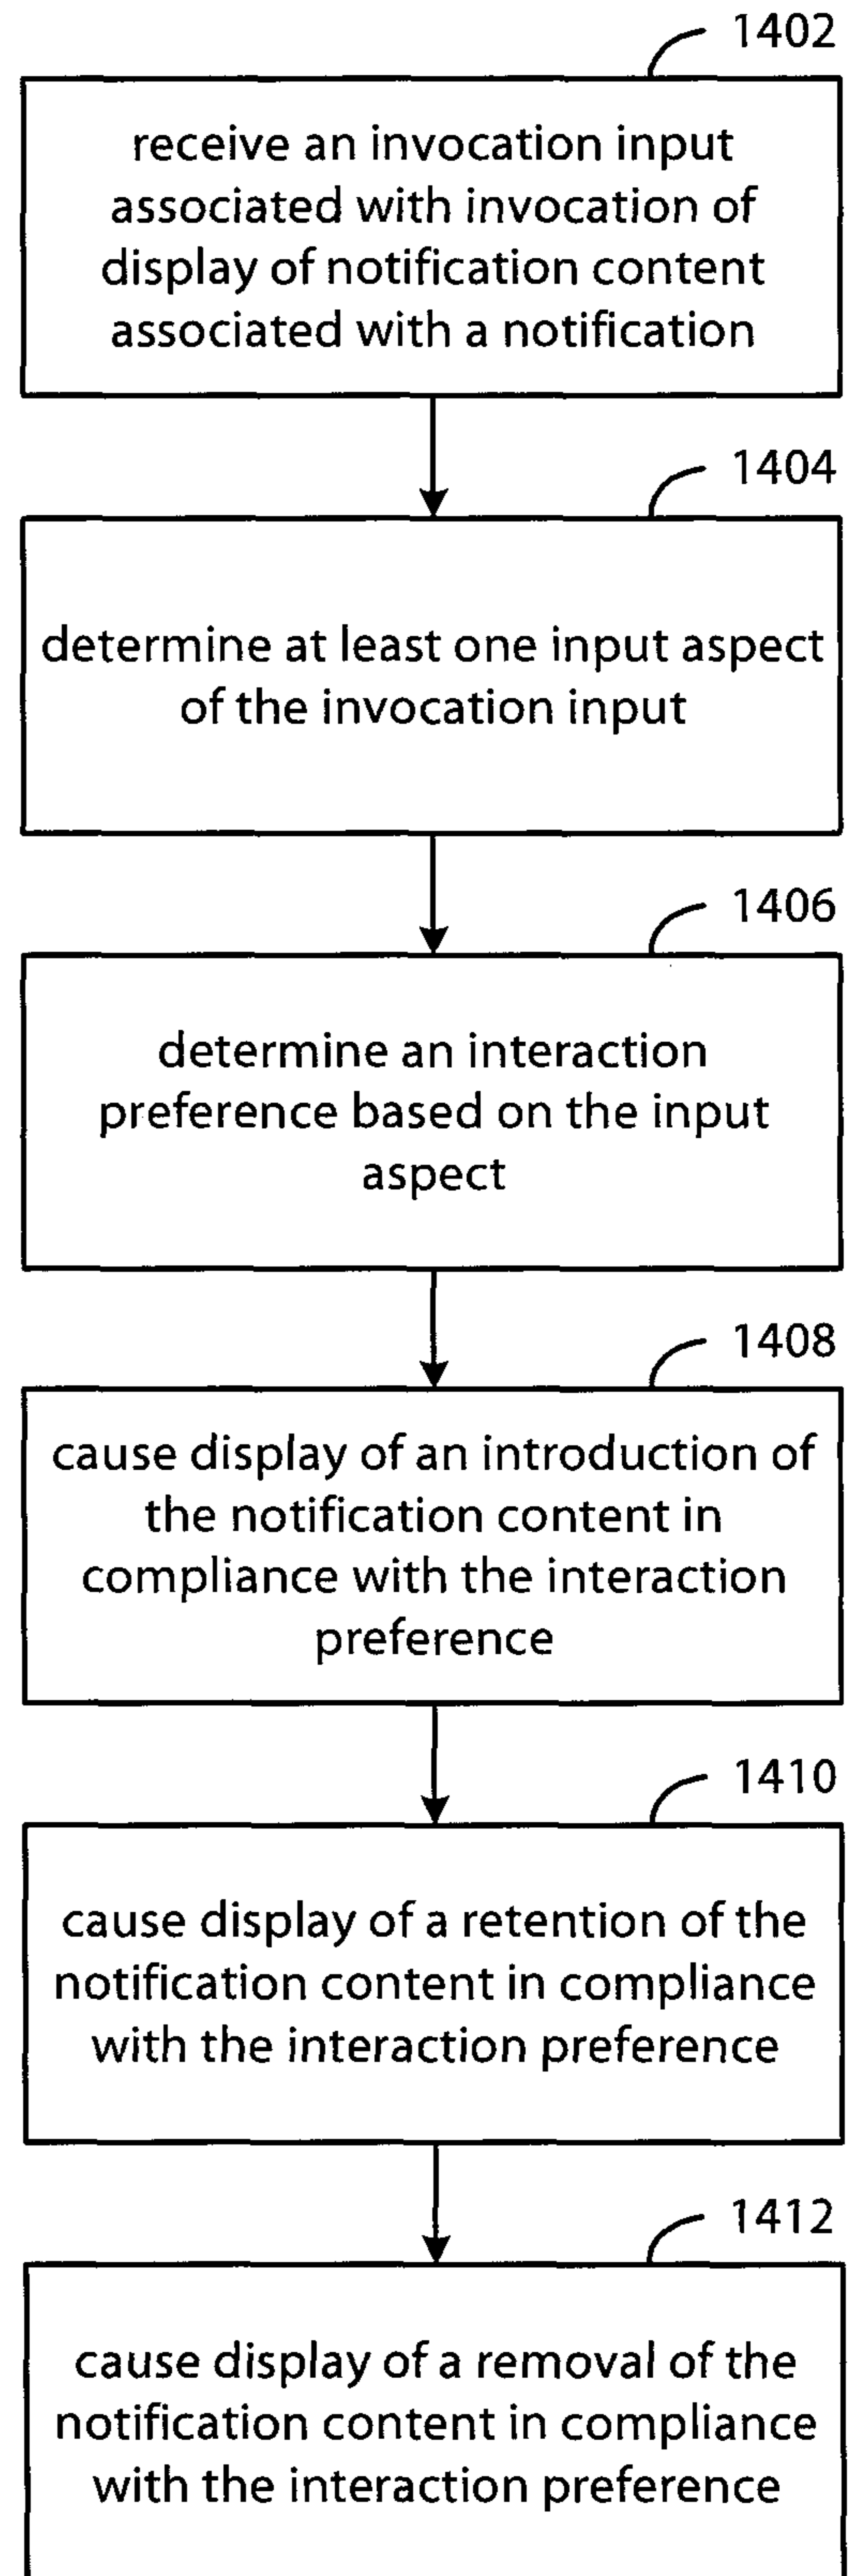 1402
receive an invocation input
associated with invocation of
display of notification content
associated with a notification
1404
determine at least one input aspect
of the invocation input
1406
determine an interaction
preference based on the input
aspect
1408
cause display of an introduction of
the notification content in
compliance with the interaction
preference
1410
cause display of a retention of the
notification content in compliance
with the interaction preference
1412
cause display of a removal of the
notification content in compliance
with the interaction preference